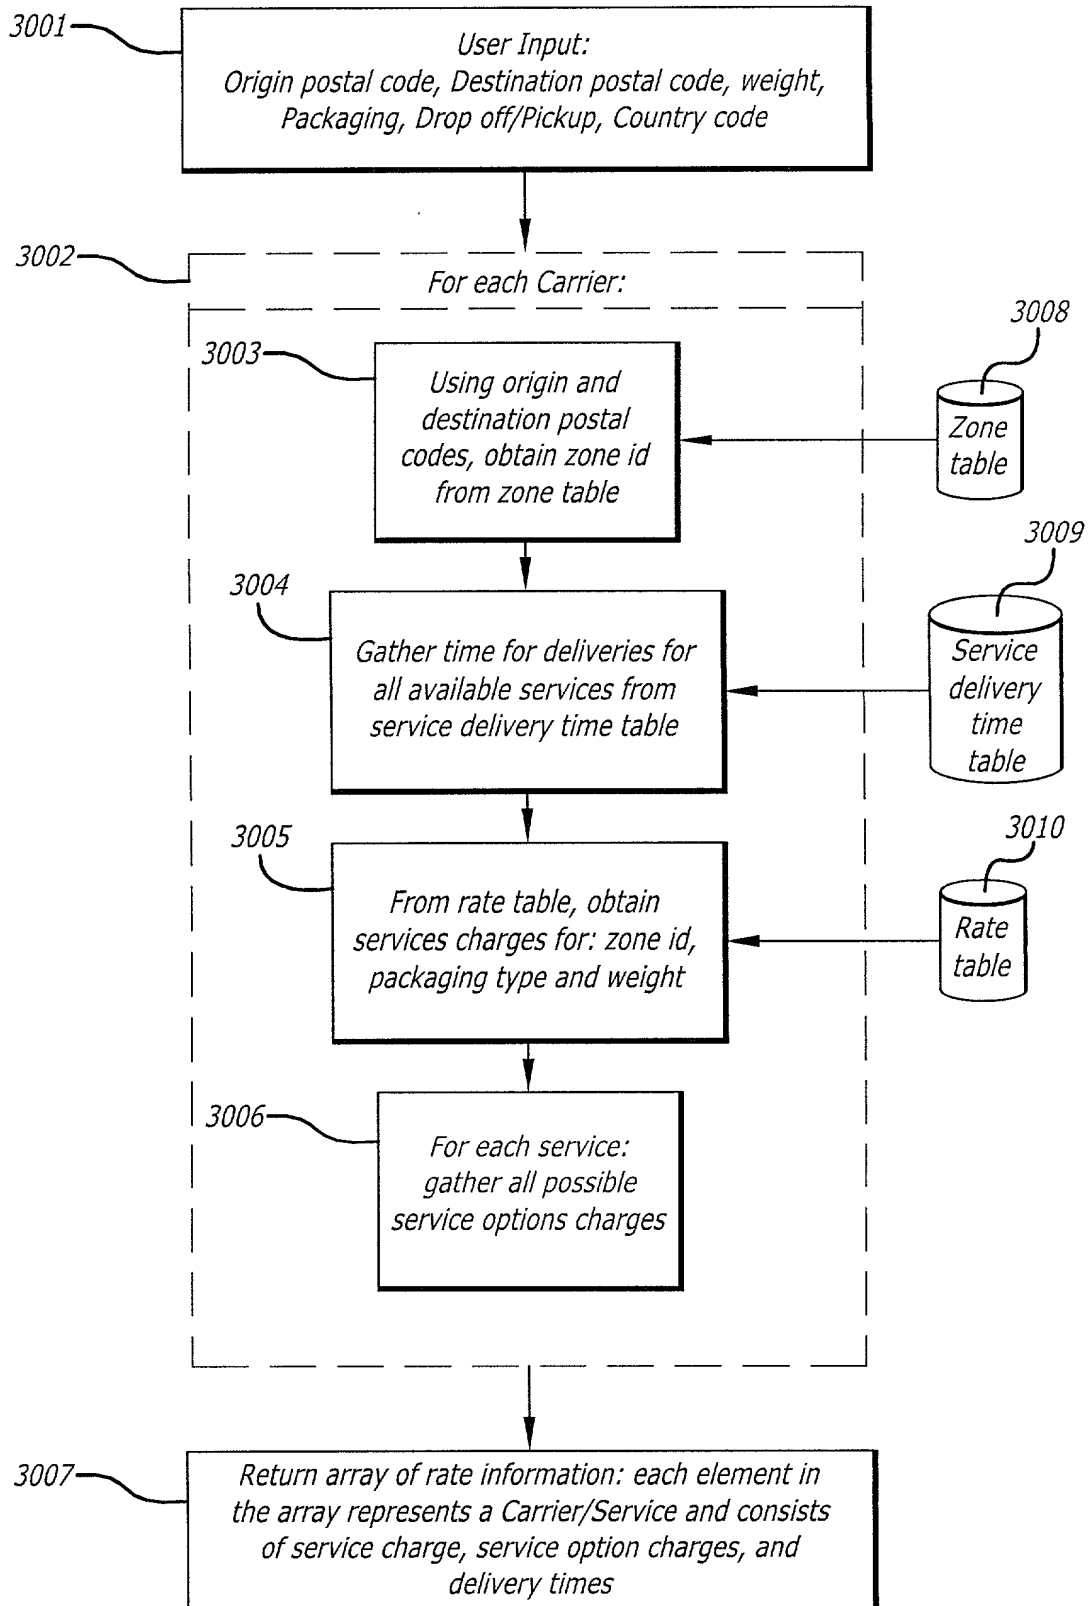 3001
User Input:
Origin postal code, Destination postal code, weight,
Packaging, Drop off/Pickup, Country code
3002
For each Carrier:
3003
Using origin and
destination postal
codes, obtain zone id
from zone table
3008
Zone
table
3004
Gather time for deliveries for
all available services from
service delivery time table
3009
Service
delivery
time
table
3005
From rate table, obtain
services charges for: zone id,
packaging type and weight
3010
Rate
table
3006
For each service:
gather all possible
service options charges
3007
Return array of rate information: each element in
the array represents a Carrier/Service and consists
of service charge, service option charges, and
delivery times